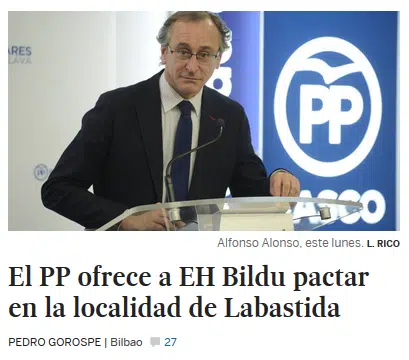 ARES
LAVA
PP
PP
ASCO
Alfonso Alonso, este lunes. L. RICO
El PP ofrece a EH Bildu pactar
en la localidad de Labastida
PEDRO GOROSPE | Bilbao 27